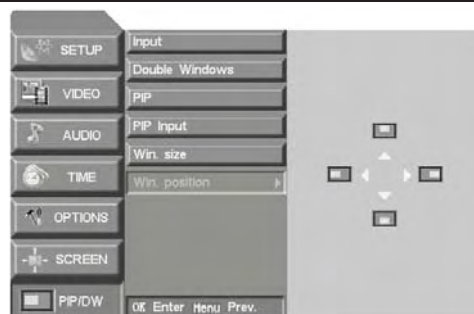 SETUP
VIDEO
AUDIO
TIME
OPTIONS
SCREEN
PIP/DW
Input
Double Windows
PIP
PIP Input
Win. size
Win. position
OK Enter Menu Prev.